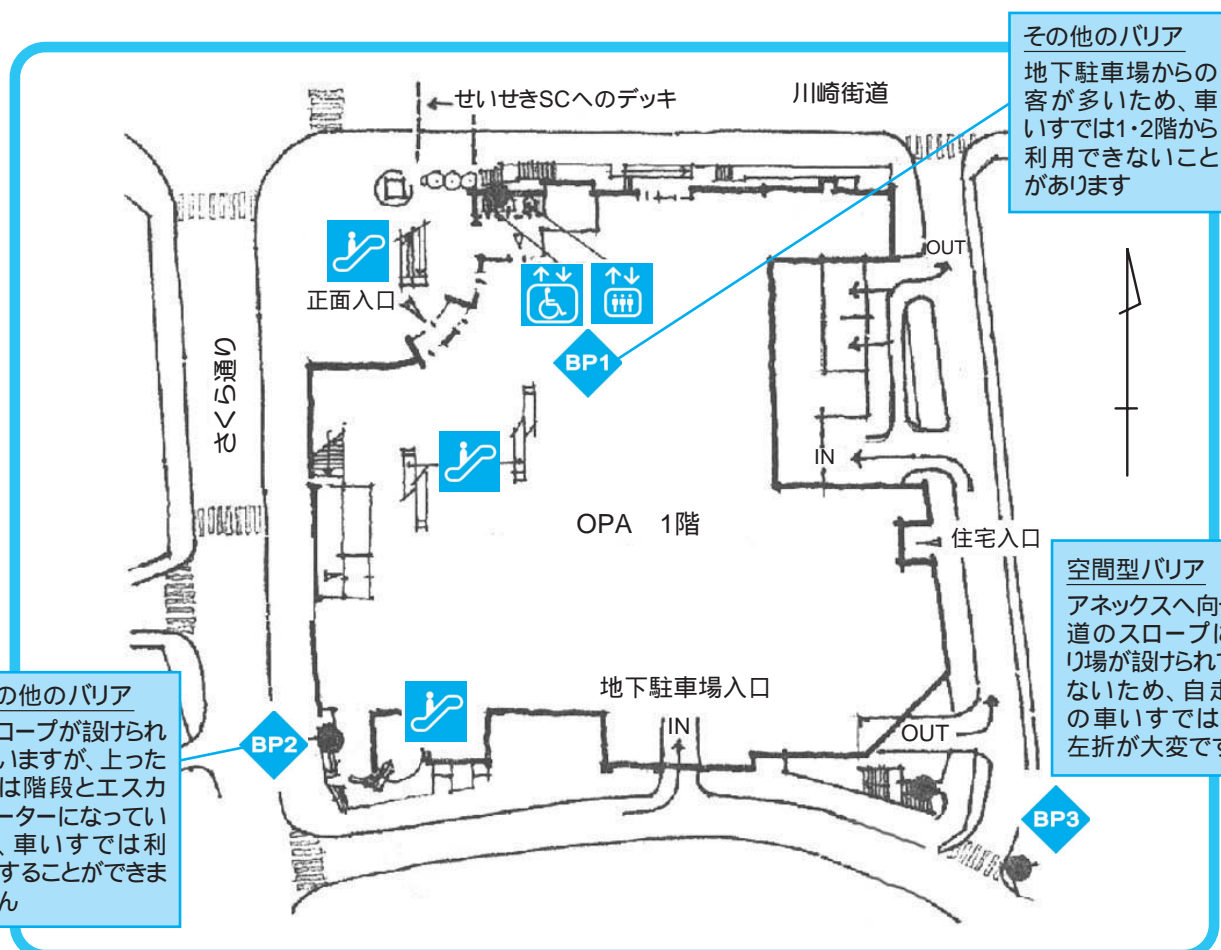 その他のバリア
地下駐車場からの
客が多いため、車
いすでは1・2階から
利用できないこと
があります
川崎街道
せいせきSCへのデッキ
OUT
正面入口
BP1
さくら通り
IN
OPA 1階
住宅入口
空間型バリア
アネックスへ向
道のスロープ
り場が設けられ
ないため、自走
の車いすでは
左折が大変です
地下駐車場入口
IN
OUT
BP3
の他のバリア
ロープが設けられ
いますが、上った
は階段とエスカ
ーターになってい
、車いすでは利
することができま
ん
BP2